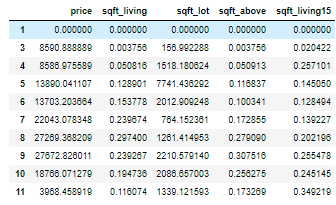 price sqft_living sqft_lot sqft_above sqft_living15
1 0.000000 0.000000 0.000000 0.000000 0.000000
3 8590.888889 0.003756 156.992288 0.003756 0.020422
4 8586.975589 0.050816 1518.180624 0.050913 0.257101
5 13890.041107 0.128901 7741.436292 0.116837 0.145050
6 13703.203664 0.153778 2012.909248 0.100341 0.128494
7 22043.078348 0.239674 764.152361 0.172855 0.139227
8 27269.368209 0.297400 1261.414953 0.279090 0.202196
9 27672.826011 0.239267 2210.579140 0.307516 0.255478
10 18766.071279 0.194736 2086.657003 0.256275 0.245145
11 3968.458919 0.116074 1339.121593 0.173269 0.349219